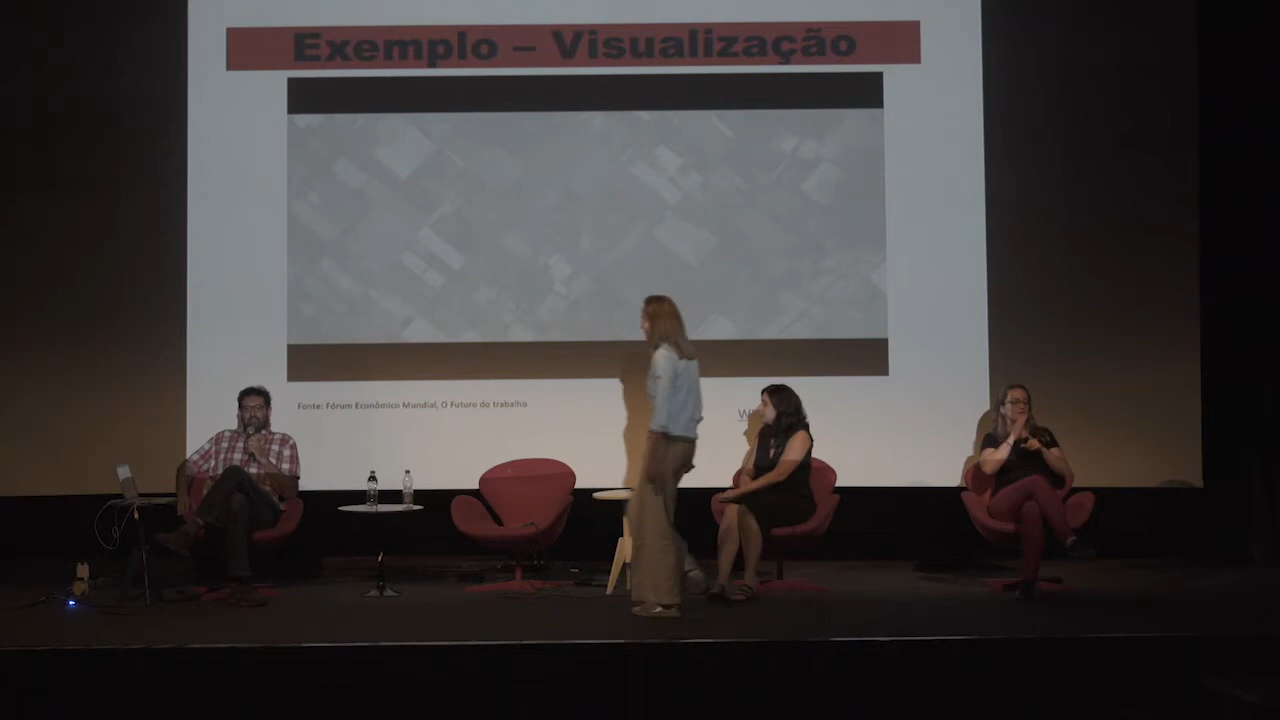 Exemplo – Visualização
Fonte: Fórum Econômico Mundial, O Futuro do trabalho